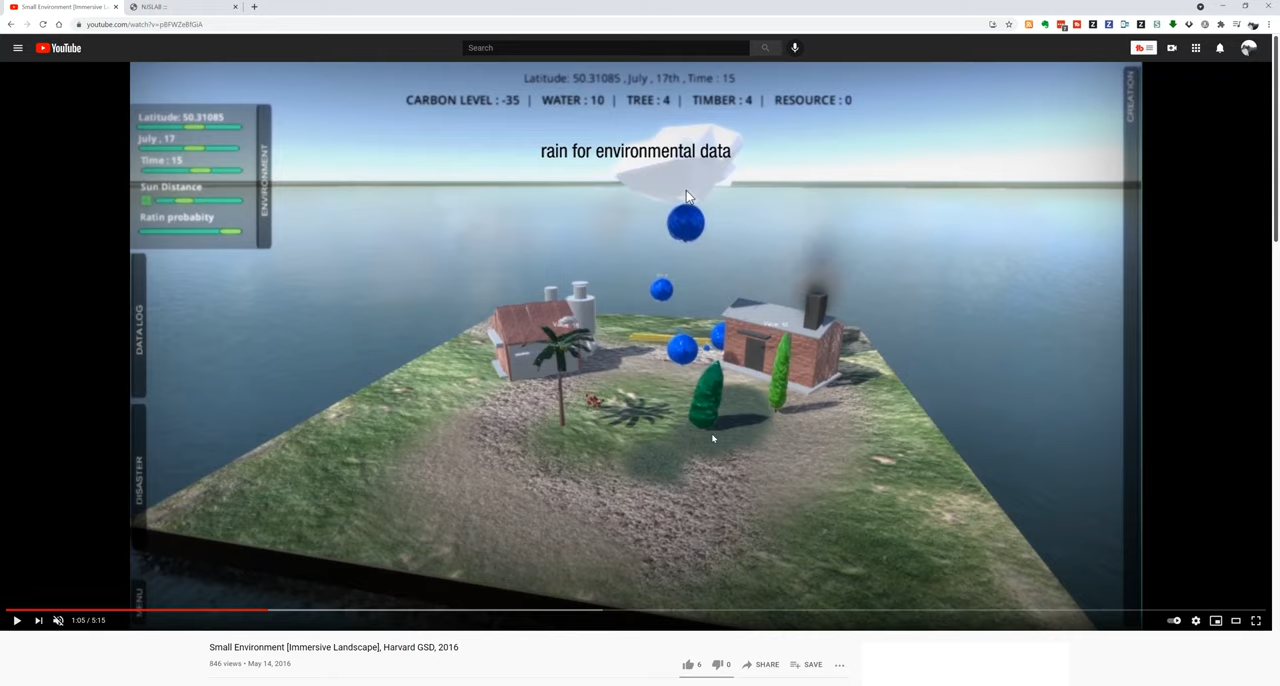 Small Environment [Immersive L
NJSLAB ::
youtube.com/watch?v=pBFWZeBfGiA
YouTube
Search
Latitude: 50.31085, July , 17th , Time : 15
CARBON LEVEL : -35 | WATER : 10 | TREE : 4 | TIMBER : 4 | RESOURCE : 0
CREATION
rain for environmental data
Latitude: 50.31085
July , 17
Time : 15
Sun Distance
Ratin probabity
ENVIRONMENT
DATA LOG
DISASTER
MENU
1:05 / 5:15
Small Environment [Immersive Landscape], Harvard GSD, 2016
846 views • May 14, 2016
6
0
SHARE
SAVE